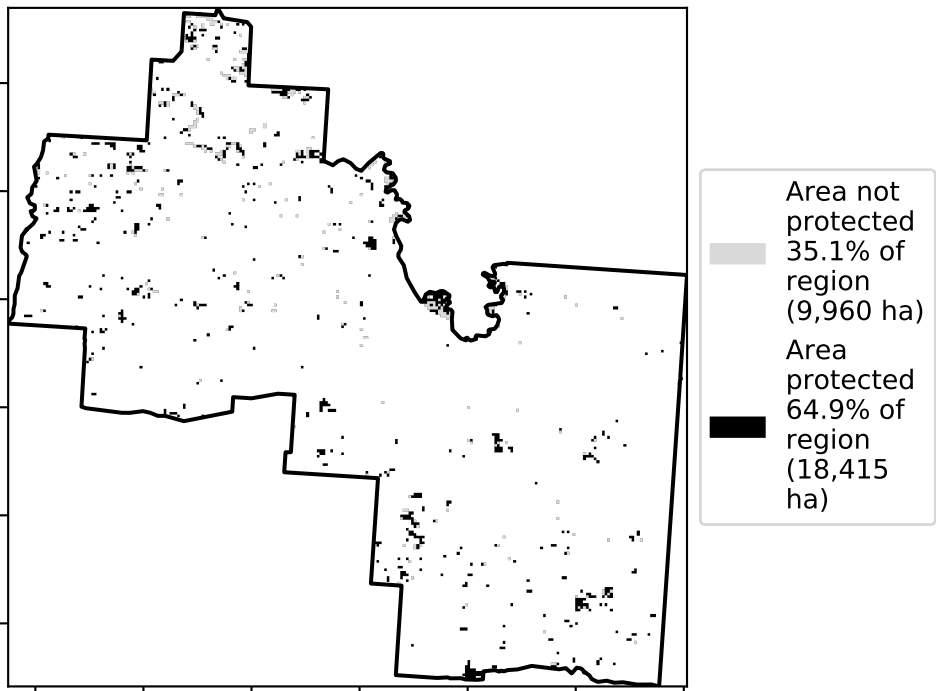 Area not
protected
35.1% of
region
(9,960 ha)
Area
protected
64.9% of
region
(18,415
ha)